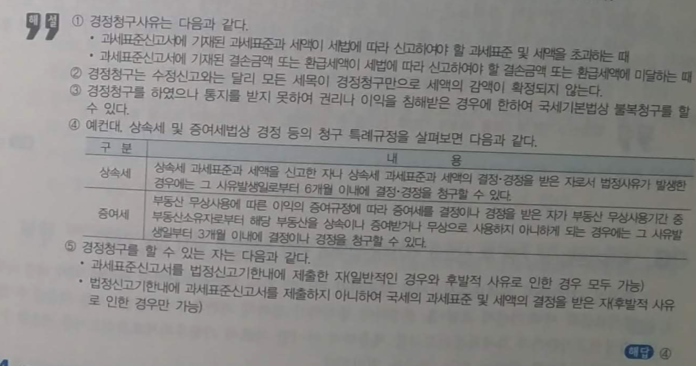 해설 ① 경정청구사유는 다음과 같다.
• 과세표준신고서에 기재된 과세표준과 세액이 세법에 따라 신고하여야 할 과세표준 및 세액을 초과하는 때
• 과세표준신고서에 기재된 결손금액 또는 환급세액이 세법에 따라 신고하여야 할 결손금액 또는 환급세액에 미달하는 때
② 경정청구는 수정신고와는 달리 모든 세목이 경정청구만으로 세액의 감액이 확정되지 않는다.
③ 경정청구를 하였으나 통지를 받지 못하여 권리나 이익을 침해받은 경우에 한하여 국세기본법상 불복청구를 할
수 있다.
④ 예컨대, 상속세 및 증여세법상 경정 등의 청구 특례규정을 살펴보면 다음과 같다.
구 분 내 용
상속세 상속세 과세표준과 세액을 신고한 자나 상속세 과세표준과 세액의 결정·경정을 받은 자로서 법정사유가 발생한
경우에는 그 사유발생일로부터 6개월 이내에 결정·경정을 청구할 수 있다.
증여세 부동산 무상사용에 따른 이익의 증여규정에 따라 증여세를 결정이나 경정을 받은 자가 부동산 무상사용기간 중
부동산소유자로부터 해당 부동산을 상속이나 증여받거나 무상으로 사용하지 아니하게 되는 경우에는 그 사유발
생일부터 3개월 이내에 결정이나 경정을 청구할 수 있다.
⑤ 경정청구를 할 수 있는 자는 다음과 같다.
• 과세표준신고서를 법정신고기한내에 제출한 자(일반적인 경우와 후발적 사유로 인한 경우 모두 가능)
• 법정신고기한내에 과세표준신고서를 제출하지 아니하여 국세의 과세표준 및 세액의 결정을 받은 자(후발적 사유
로 인한 경우만 가능)
해답 ④